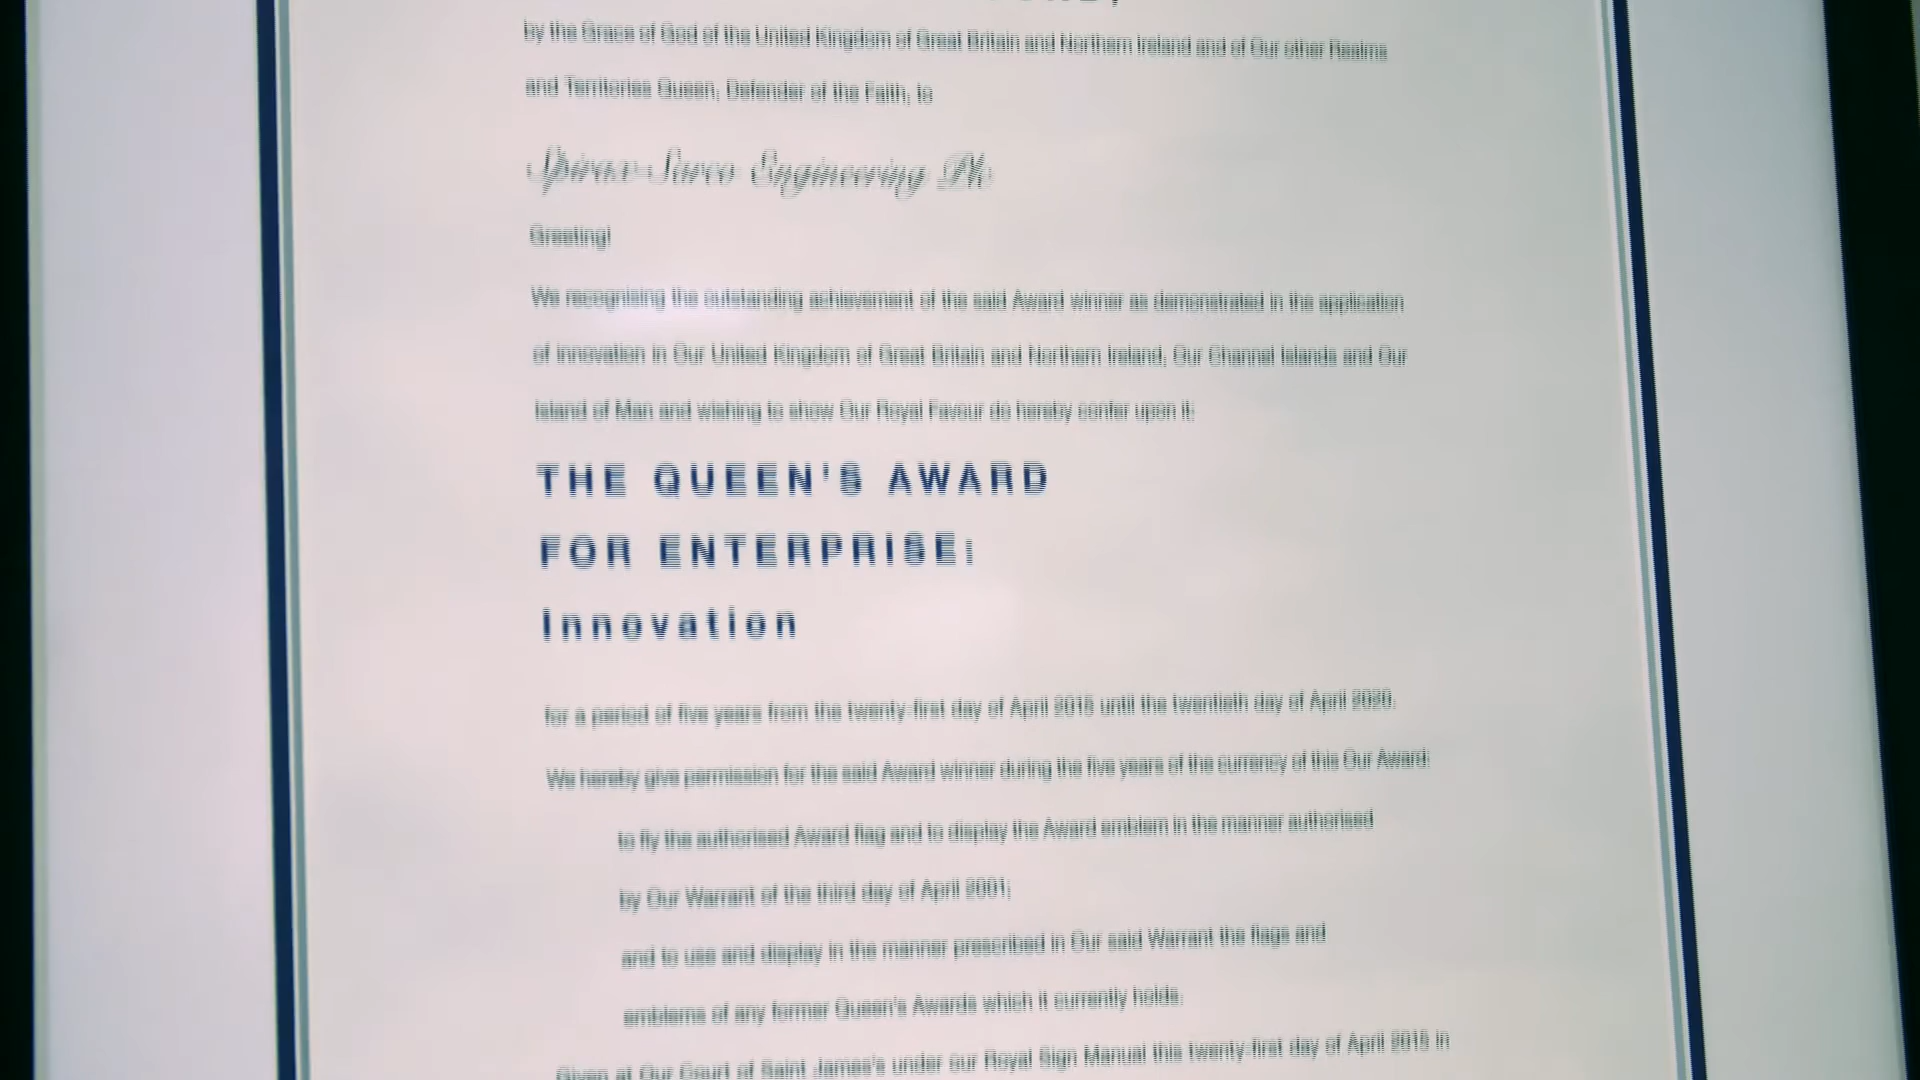 by the Grace of God of the United Kingdom of Great Britain and Northern Ireland and of Our other Realms
and Territories Queen, Defender of the Faith, to
Spirax-Sarco Engineering Plc
Greeting!
We recognising the outstanding achievement of the said Award winner as demonstrated in the application
of innovation in Our United Kingdom of Great Britain and Northern Ireland, Our Channel Islands and Our
Island of Man and wishing to show Our Royal Favour do hereby confer upon it:
THE QUEEN'S AWARD
FOR ENTERPRISE:
Innovation
for a period of five years from the twenty-first day of April 2015 until the twentieth day of April 2020.
We hereby give permission for the said Award winner during the five years of the currency of this Our Award:
to fly the authorised Award flag and to display the Award emblem in the manner authorised
by Our Warrant of the third day of April 2001;
and to use and display in the manner prescribed in Our said Warrant the flags and
emblems of any former Queen's Awards which it currently holds.
Given at Our Court of Saint James's under our Royal Sign Manual this twenty-first day of April 2015 in